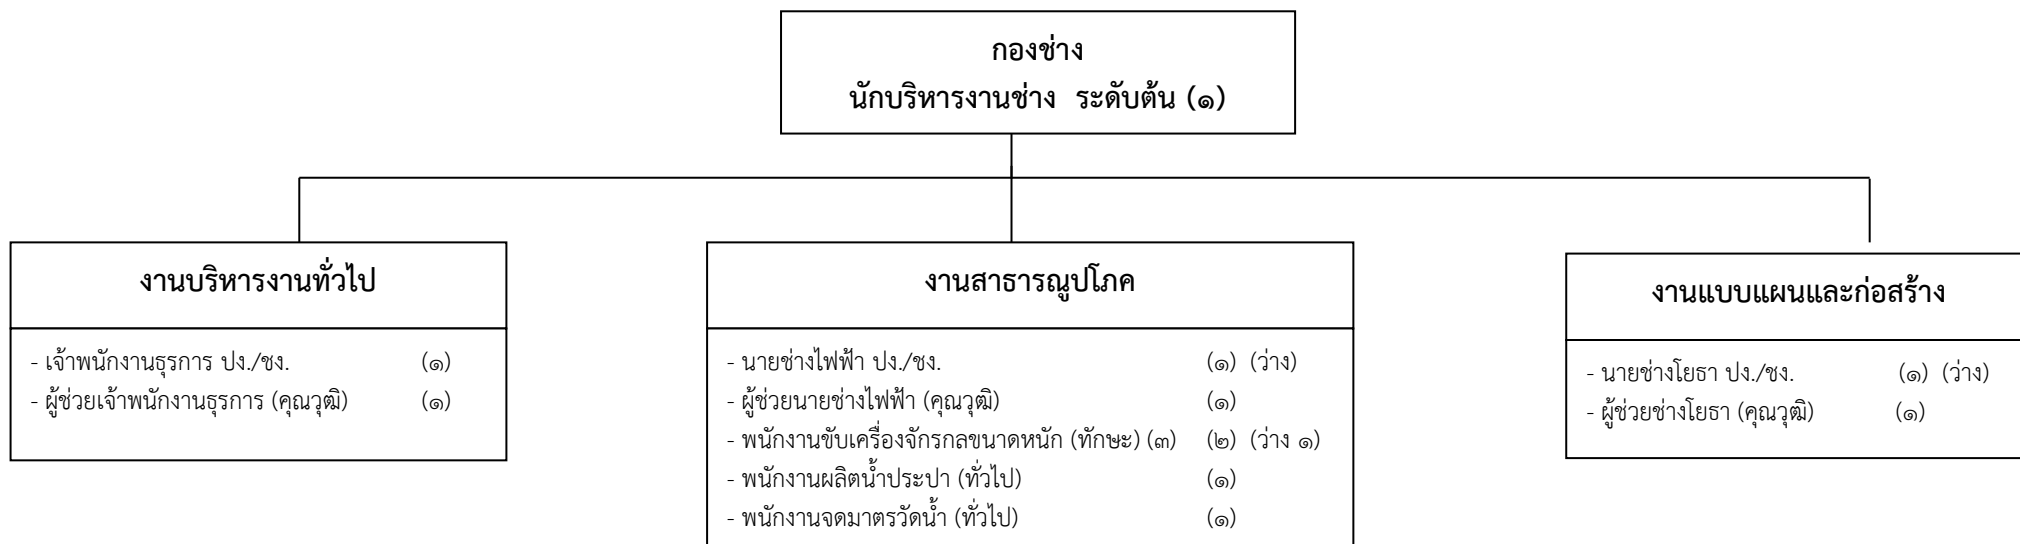 กองช่าง
นักบริหารงานช่าง ระดับต้น (๑)
งานบริหารงานทั่วไป
- เจ้าพนักงานธุรการ ปง./ชง. (๑)
- ผู้ช่วยเจ้าพนักงานธุรการ (คุณวุฒิ) (๑)
งานสาธารณูปโภค
- นายช่างไฟฟ้า ปง./ชง. (๑) (ว่าง)
- ผู้ช่วยนายช่างไฟฟ้า (คุณวุฒิ) (๑)
- พนักงานขับเครื่องจักรกลขนาดหนัก (ทักษะ) (๓) (๒) (ว่าง ๑)
- พนักงานผลิตน้ำประปา (ทั่วไป) (๑)
- พนักงานจดมาตรวัดน้ำ (ทั่วไป) (๑)
งานแบบแผนและก่อสร้าง
- นายช่างโยธา ปง./ชง. (๑) (ว่าง)
- ผู้ช่วยช่างโยธา (คุณวุฒิ) (๑)